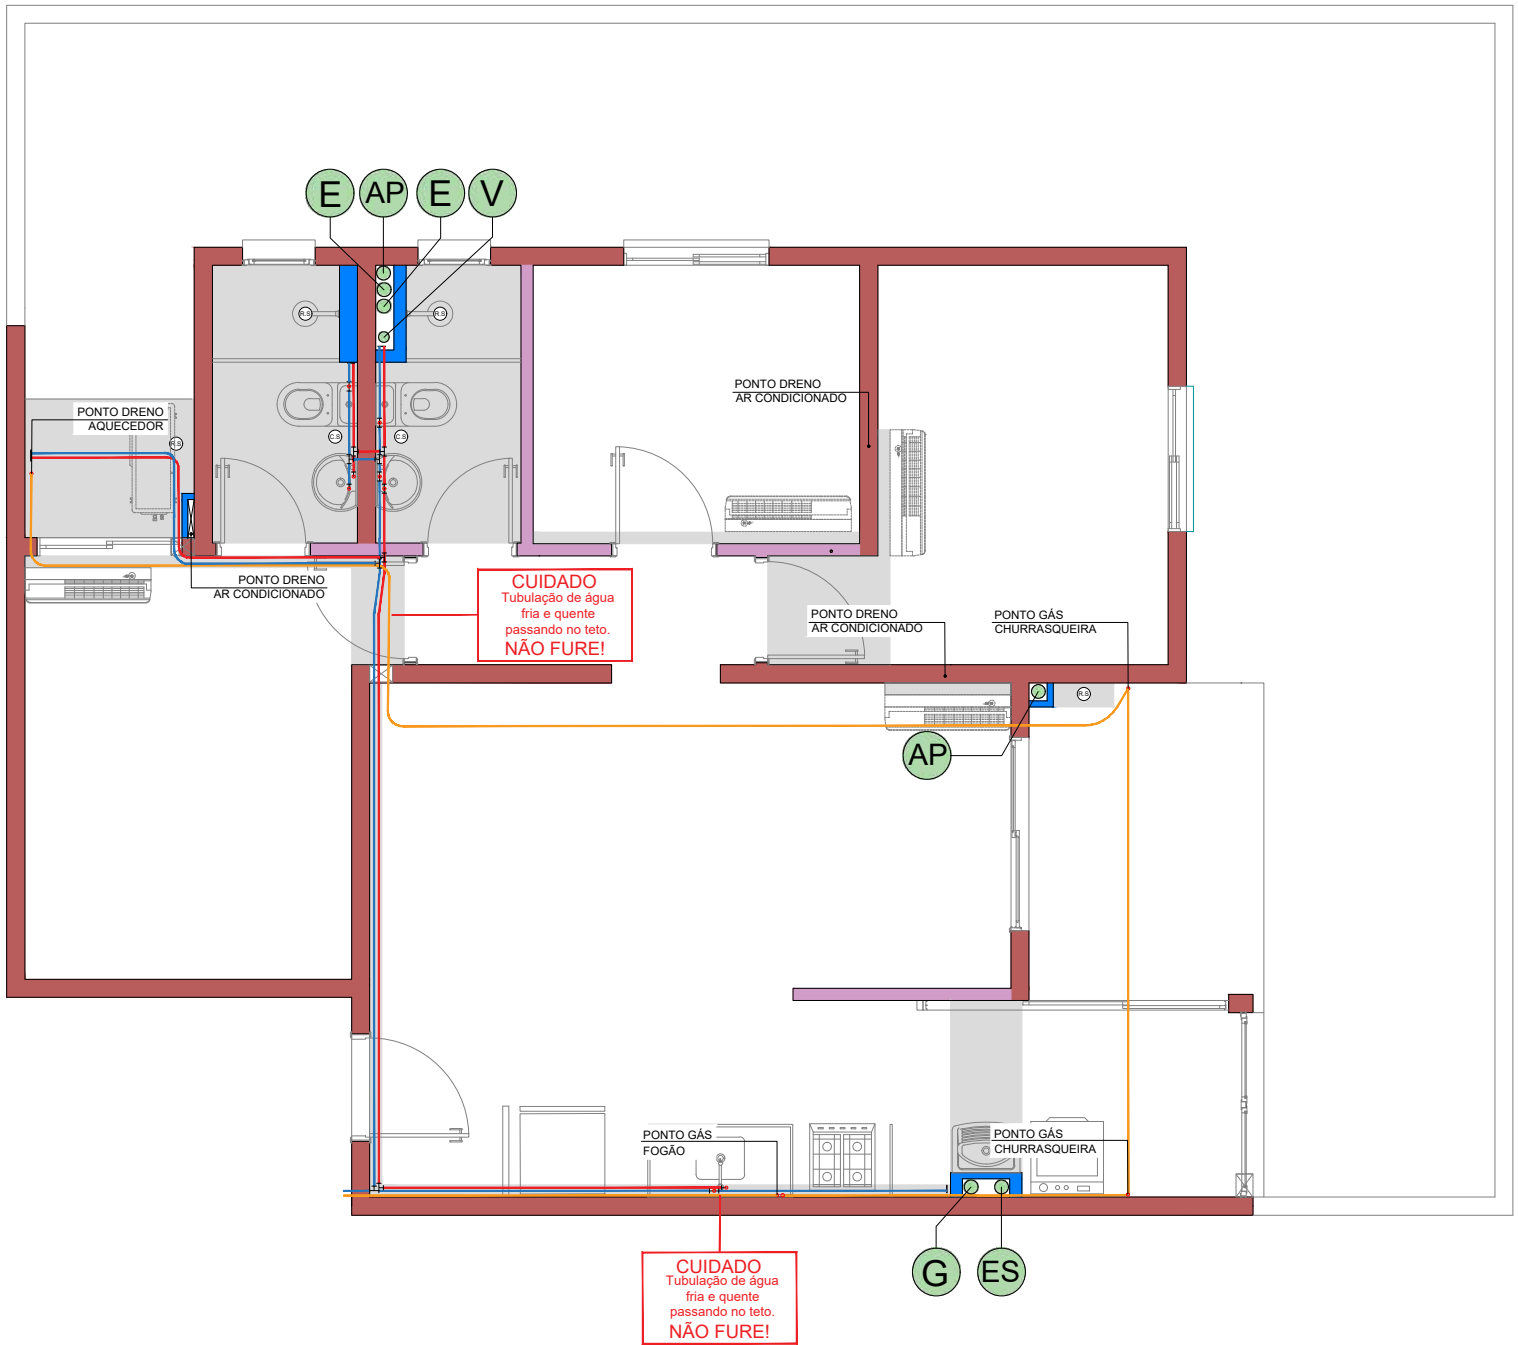 E AP E V
R.S R.S
PONTO DRENO
AR CONDICIONADO
PONTO DRENO
AQUECEDOR
R.S
C.S C.S
PONTO DRENO
AR CONDICIONADO
CUIDADO
Tubulação de água
fria e quente
passando no teto.
NÃO FURE!
PONTO DRENO
AR CONDICIONADO
PONTO GÁS
CHURRASQUEIRA
R.S
AP
PONTO GÁS
FOGÃO
PONTO GÁS
CHURRASQUEIRA
G ES
CUIDADO
Tubulação de água
fria e quente
passando no teto.
NÃO FURE!